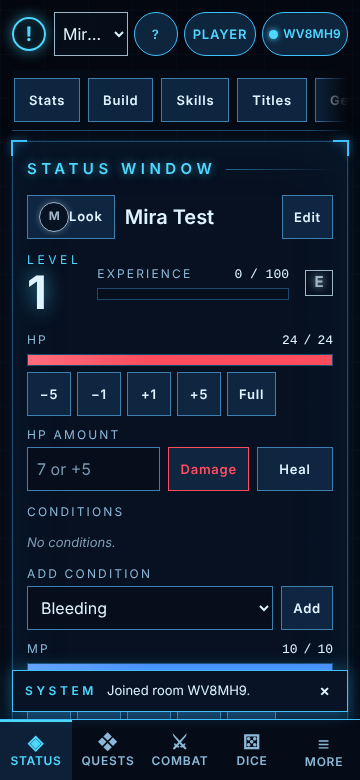 !
Mir...
?
PLAYER
WV8MH9
Stats
Build
Skills
Titles
Ge
STATUS WINDOW
M
Look
Mira Test
Edit
LEVEL
1
EXPERIENCE
0 / 100
E
HP
24 / 24
−5
−1
+1
+5
Full
HP AMOUNT
7 or +5
Damage
Heal
CONDITIONS
No conditions.
ADD CONDITION
Bleeding
Add
MP
10 / 10
SYSTEM
Joined room WV8MH9.
×
STATUS
QUESTS
COMBAT
DICE
MORE